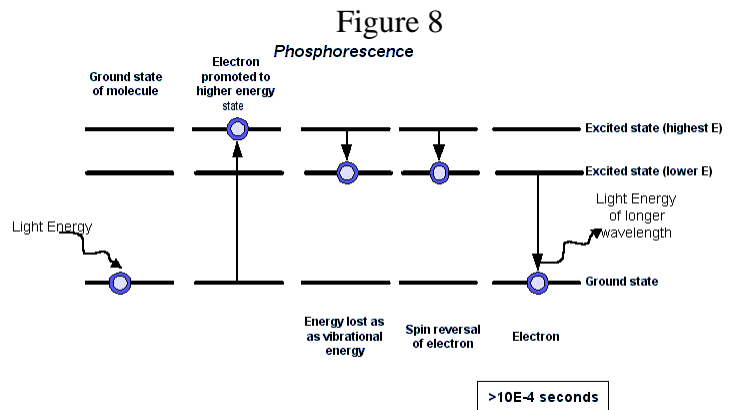 Figure 8
Phosphorescence
Ground state
of molecule
Electron
promoted to
higher energy
state
Excited state (highest E)
Excited state (lower E)
Light Energy
Light Energy
of longer
wavelength
Ground state
Energy lost as
as vibrational
energy
Spin reversal
of electron
Electron
>10E-4 seconds